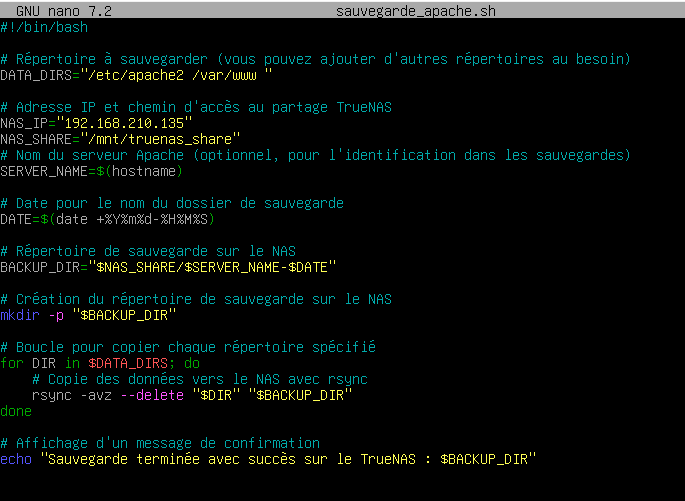 GNU nano 7.2 sauvegarde_apache.sh
#!/bin/bash
# Répertoire à sauvegarder (vous pouvez ajouter d'autres répertoires au besoin)
DATA_DIRS="/etc/apache2 /var/www "
# Adresse IP et chemin d'accès au partage TrueNAS
NAS_IP="192.168.210.135"
NAS_SHARE="/mnt/truenas_share"
# Nom du serveur Apache (optionnel, pour l'identification dans les sauvegardes)
SERVER_NAME=$(hostname)
# Date pour le nom du dossier de sauvegarde
DATE=$(date +%Y%m%d-%H%M%S)
# Répertoire de sauvegarde sur le NAS
BACKUP_DIR="$NAS_SHARE/$SERVER_NAME-$DATE"
# Création du répertoire de sauvegarde sur le NAS
mkdir -p "$BACKUP_DIR"
# Boucle pour copier chaque répertoire spécifié
for DIR in $DATA_DIRS; do
    # Copie des données vers le NAS avec rsync
    rsync -avz --delete "$DIR" "$BACKUP_DIR"
done
# Affichage d'un message de confirmation
echo "Sauvegarde terminée avec succès sur le TrueNAS : $BACKUP_DIR"